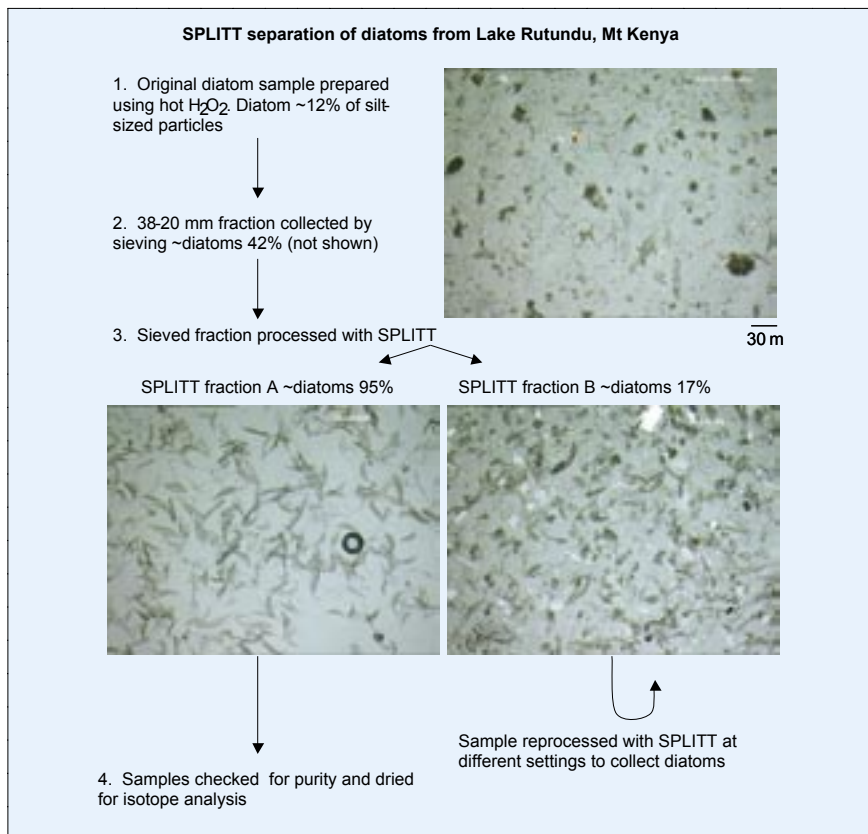 SPLITT separation of diatoms from Lake Rutundu, Mt Kenya
1. Original diatom sample prepared
using hot H2O2. Diatom ~12% of silt-
sized particles
2. 38-20 mm fraction collected by
sieving ~diatoms 42% (not shown)
30 m
3. Sieved fraction processed with SPLITT
SPLITT fraction A ~diatoms 95%
SPLITT fraction B ~diatoms 17%
Sample reprocessed with SPLITT at
different settings to collect diatoms
4. Samples checked for purity and dried
for isotope analysis